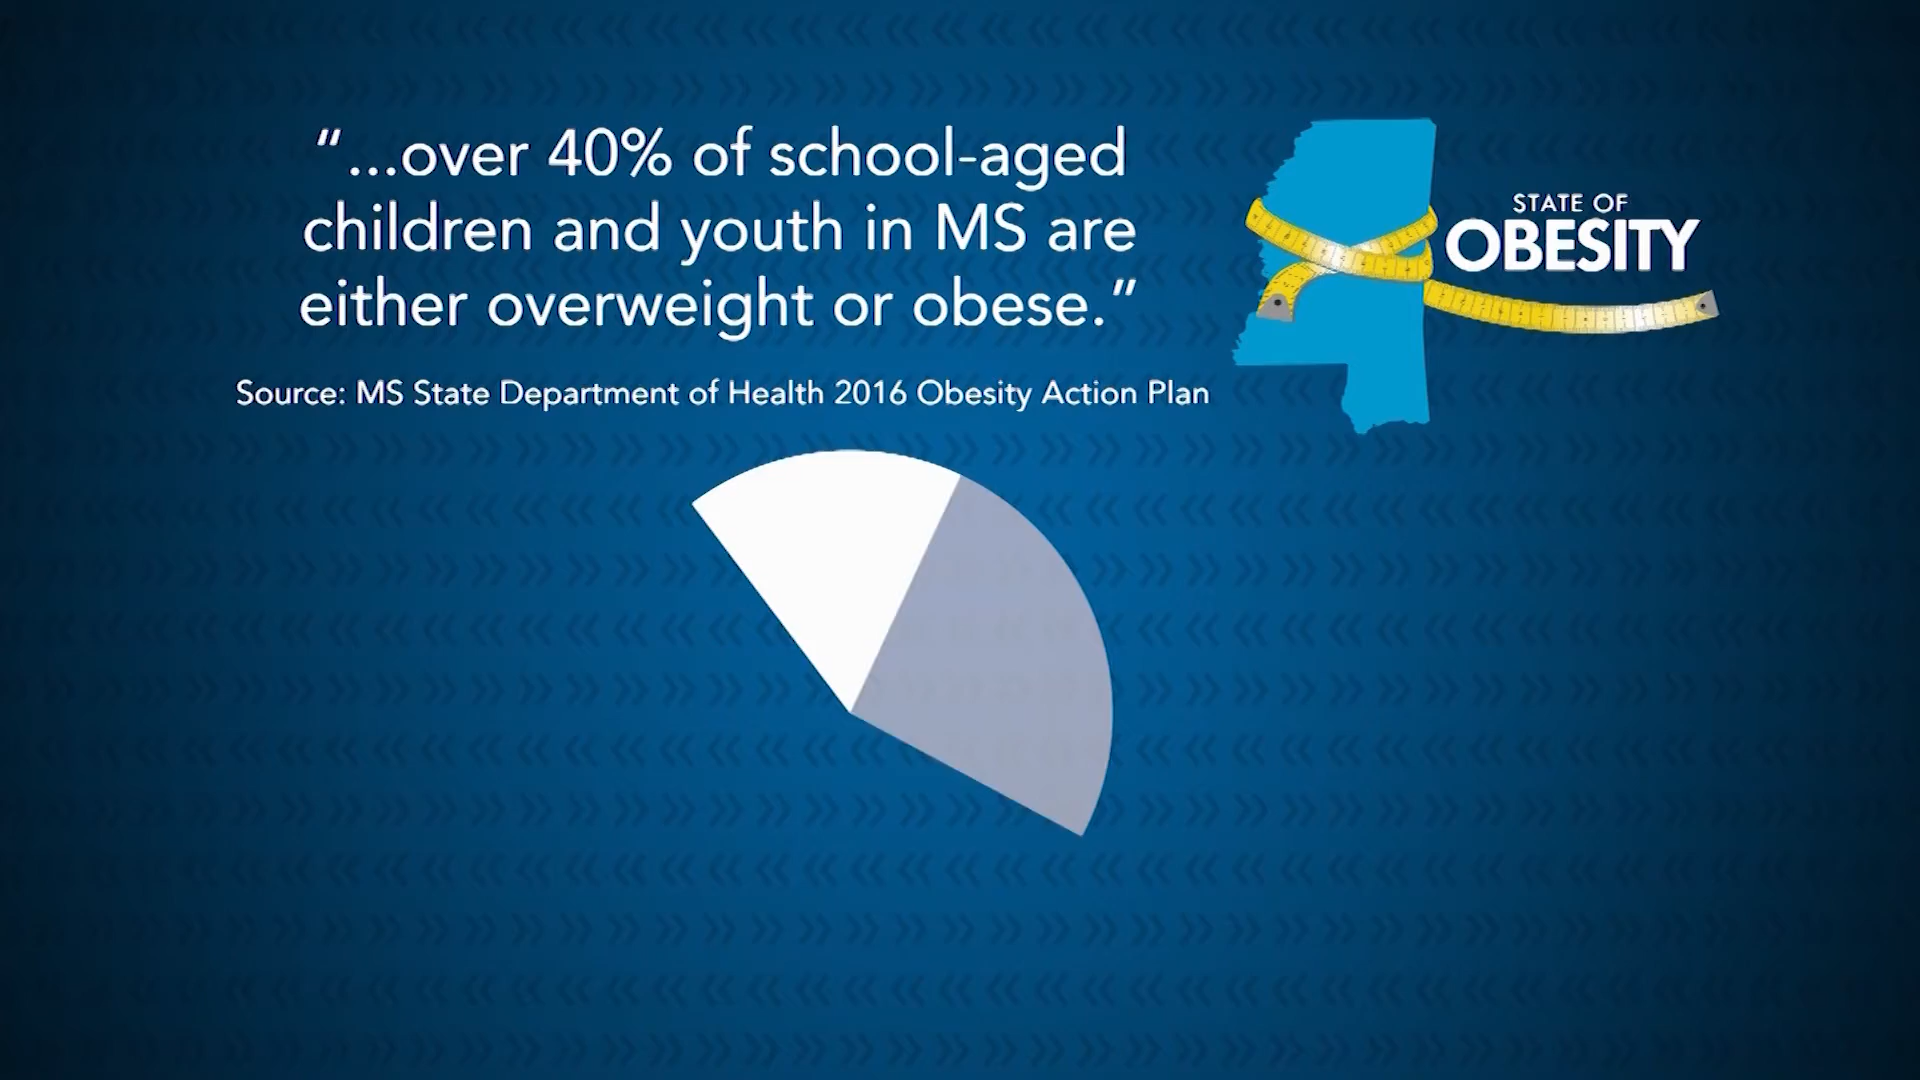 “...over 40% of school-aged
children and youth in MS are
either overweight or obese.”
Source: MS State Department of Health 2016 Obesity Action Plan
STATE OF
OBESITY